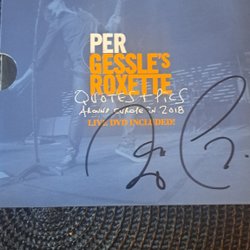 PER
GESSLE'S
ROXETTE
QUOTES + PICS
AROUND EUROPE IN 2018
LIVE DVD INCLUDED!